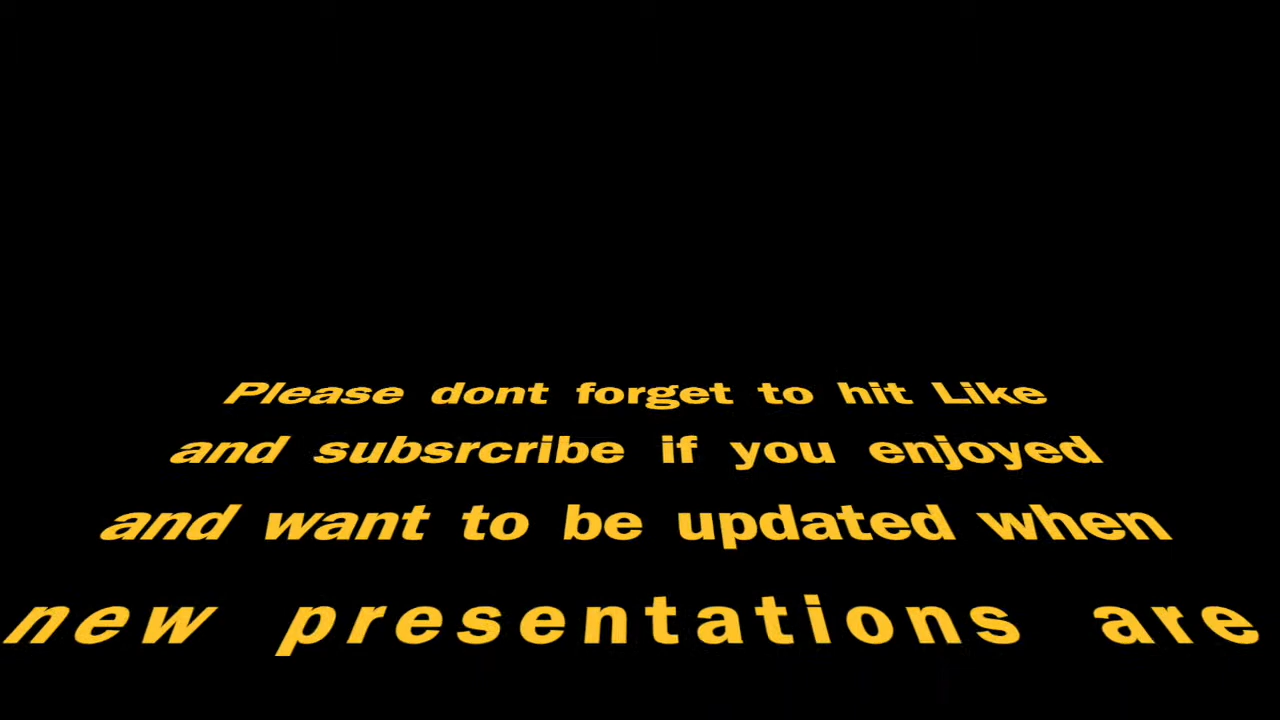 Please dont forget to hit Like
and subsrcribe if you enjoyed
and want to be updated when
new presentations are